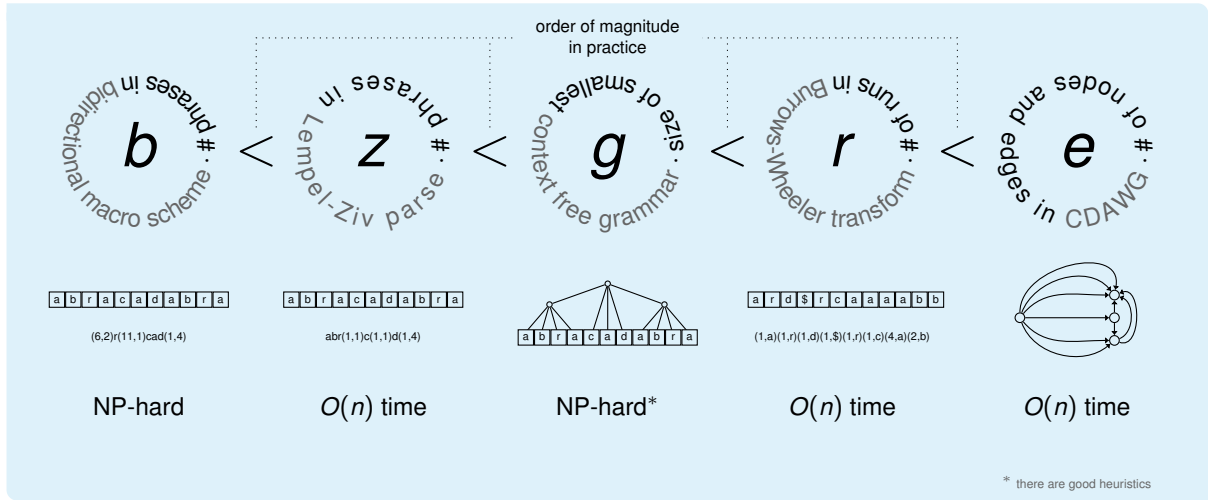 order of magnitude
in practice
# phrases in bidirectional macro scheme ·
b
<
# phrases in Lempel-Ziv parse ·
z
<
size of smallest context free grammar ·
g
<
# of runs in Burrows-Wheeler transform ·
r
<
# of nodes and edges in CDAWG ·
e
a b r a c a d a b r a
a b r a c a d a b r a
a b r a c a d a b r a
a r d $ r c a a a a b b
(6,2)r(11,1)cad(1,4)
abr(1,1)c(1,1)d(1,4)
(1,a)(1,r)(1,d)(1,$)(1,r)(1,c)(4,a)(2,b)
NP-hard
O(n) time
NP-hard*
O(n) time
O(n) time
* there are good heuristics